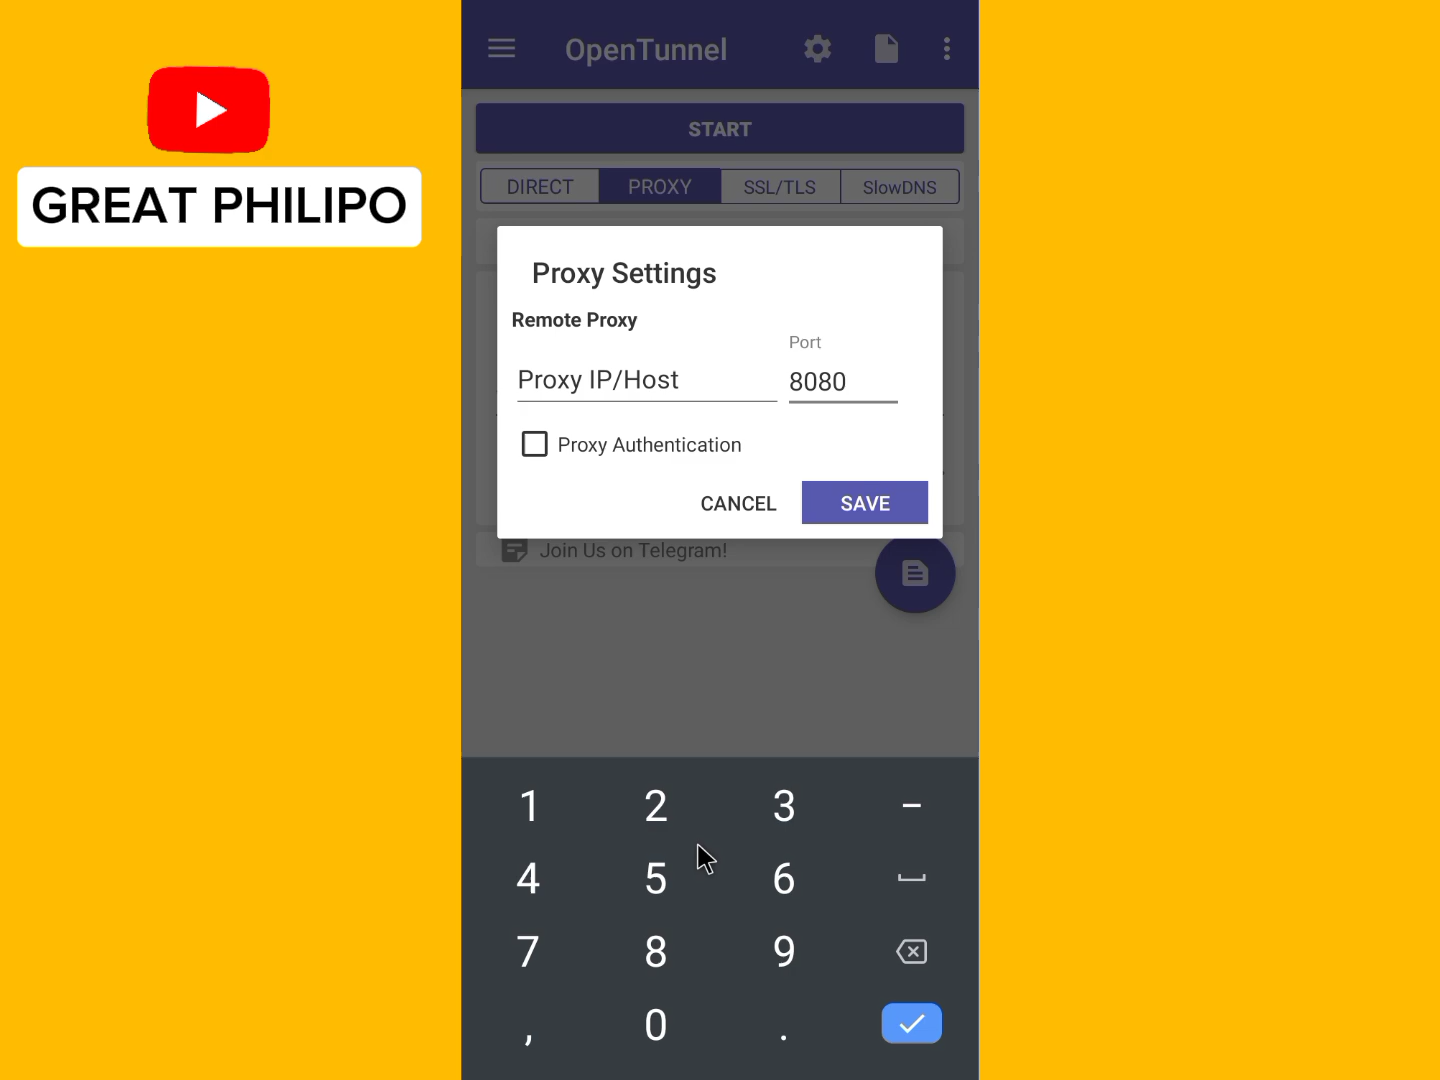 GREAT PHILIPO
OpenTunnel
START
DIRECT PROXY SSL/TLS SlowDNS
Proxy Settings
Remote Proxy
Port
Proxy IP/Host 8080
Proxy Authentication
CANCEL SAVE
Join Us on Telegram!
1 2 3 –
4 5 6
7 8 9
, 0 .